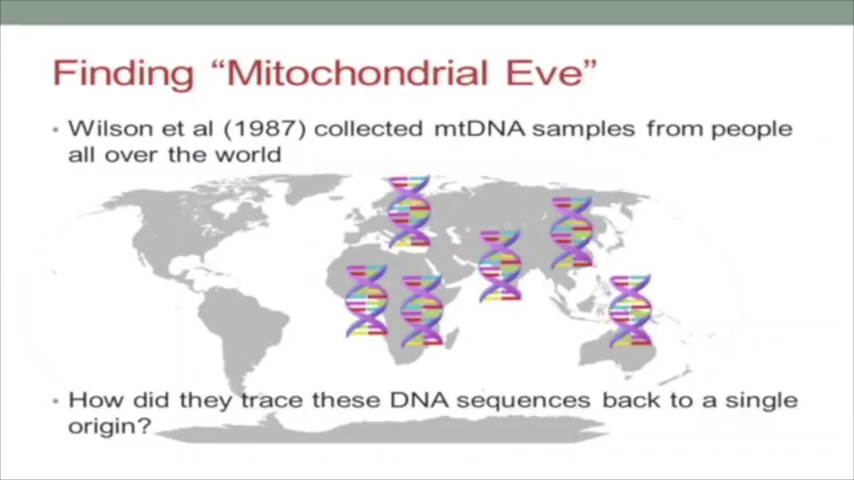 Finding “Mitochondrial Eve”
• Wilson et al (1987) collected mtDNA samples from people
all over the world
• How did they trace these DNA sequences back to a single
origin?